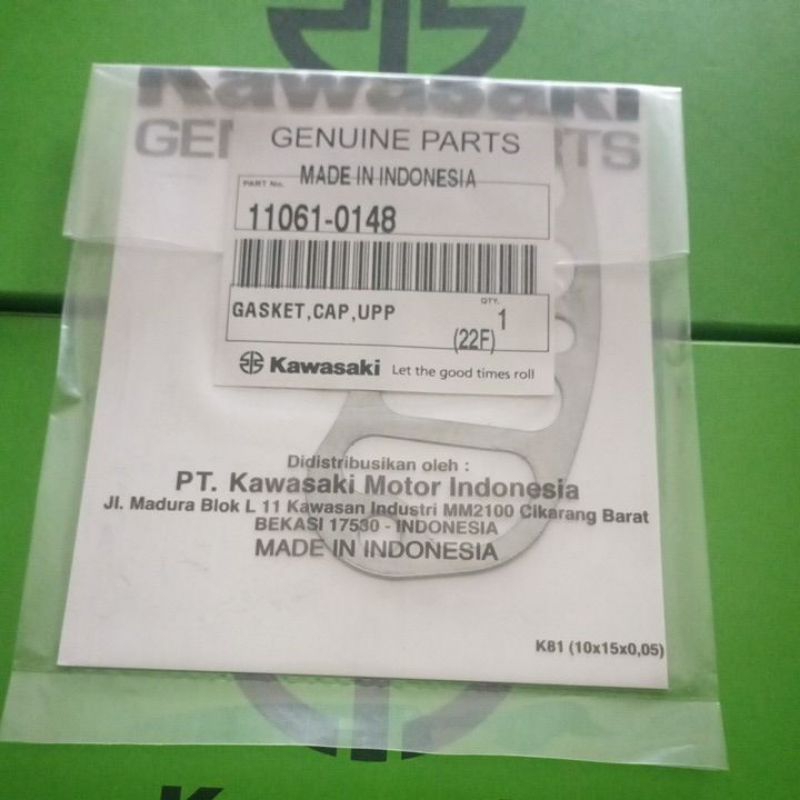 Kawasaki
GENUINE PARTS
MADE IN INDONESIA
PART No.
11061-0148
GASKET,CAP,UPP
QTY.
1
(22F)
Kawasaki Let the good times roll
Didistribusikan oleh :
PT. Kawasaki Motor Indonesia
Jl. Madura Blok L 11 Kawasan Industri MM2100 Cikarang Barat
BEKASI 17530 - INDONESIA
MADE IN INDONESIA
K81 (10x15x0,05)